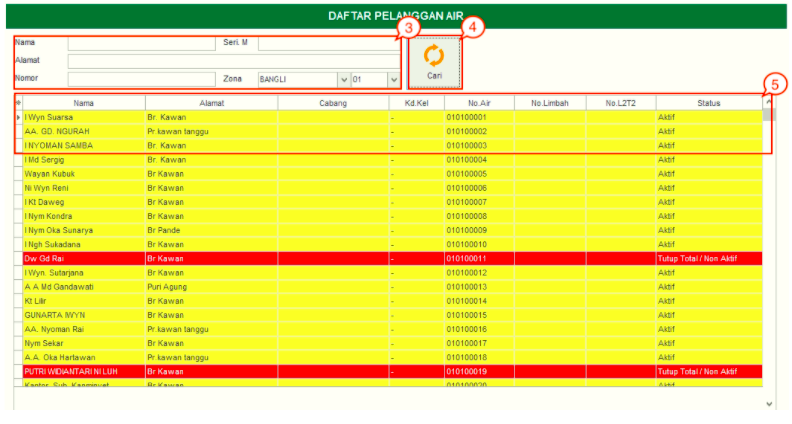 DAFTAR PELANGGAN AIR
3 4
Nama Seri. M
Alamat
Nomor Zona BANGLI 01 Cari
5
Nama Alamat Cabang Kd.Kel No.Air No.Limbah No.L2T2 Status
I Wyn Suarsa Br. Kawan - 010100001 Aktif
AA. GD. NGURAH Pr.kawan tanggu - 010100002 Aktif
I NYOMAN SAMBA Br. Kawan - 010100003 Aktif
I Md Sergig Br. Kawan - 010100004 Aktif
Wayan Kubuk Br Kawan - 010100005 Aktif
Ni Wyn Reni Br Kawan - 010100006 Aktif
I Kt Daweg Br Kawan - 010100007 Aktif
I Nym Kondra Br Kawan - 010100008 Aktif
I Nym Oka Sunarya Br Pande - 010100009 Aktif
I Ngh Sukadana Br Kawan - 010100010 Aktif
Dw Gd Rai Br Kawan - 010100011 Tutup Total / Non Aktif
I Wyn. Sutarjana Br Kawan - 010100012 Aktif
A A Md Gandawati Puri Agung - 010100013 Aktif
Kt Lilir Br Kawan - 010100014 Aktif
GUNARTA IWYN Br Kawan - 010100015 Aktif
AA. Nyoman Rai Pr.kawan tanggu - 010100016 Aktif
Nym Sekar Br Kawan - 010100017 Aktif
A.A. Oka Hartawan Pr kawan tanggu - 010100018 Aktif
PUTRI WIDIANTARI NI LUH Br Kawan - 010100019 Tutup Total / Non Aktif
Kantor Sub Br Kawan - 010100020 Aktif